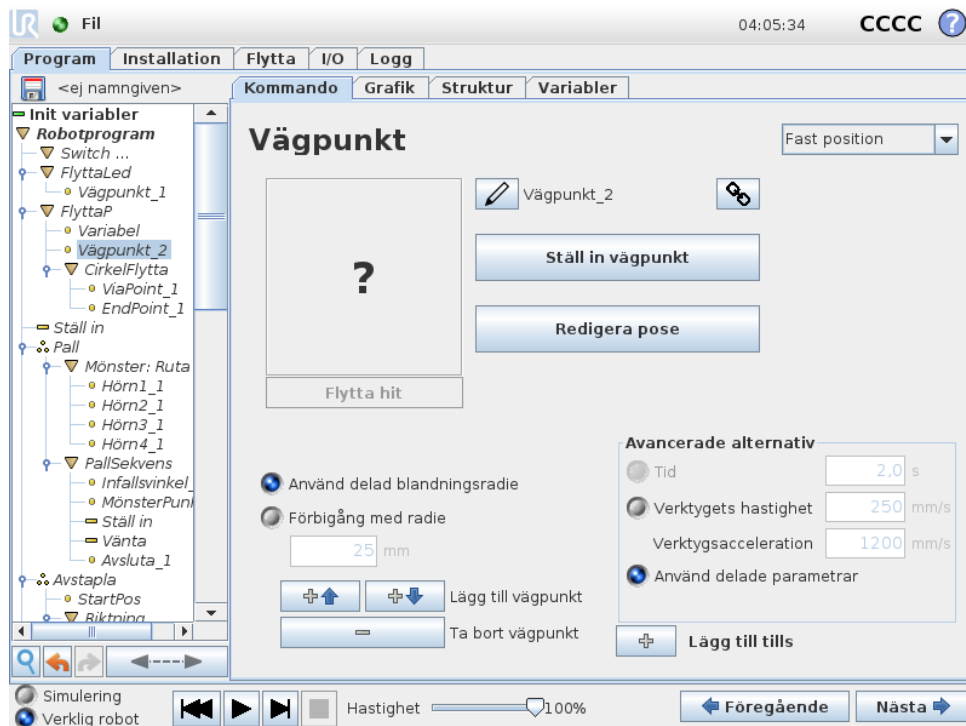 UR Fil 04:05:34 CCCC ?
Program Installation Flytta I/O Logg
<ej namngiven>
Kommando Grafik Struktur Variabler
Init variabler
Robotprogram
Switch ...
FlyttaLed
Vägpunkt_1
FlyttaP
Variabel
Vägpunkt_2
CirkelFlytta
ViaPoint_1
EndPoint_1
Ställ in
Pall
Mönster: Ruta
Hörn1_1
Hörn2_1
Hörn3_1
Hörn4_1
PallSekvens
Infallsvinkel_
MönsterPunk
Ställ in
Vänta
Avsluta_1
Avstapla
StartPos
Riktning
Vägpunkt
Fast position
?
Vägpunkt_2
Ställ in vägpunkt
Redigera pose
Flytta hit
Använd delad blandningsradie
Förbigång med radie
25 mm
Lägg till vägpunkt
Ta bort vägpunkt
Avancerade alternativ
Tid 2,0 s
Verktygets hastighet 250 mm/s
Verktygsacceleration 1200 mm/s
Använd delade parametrar
Lägg till tills
Simulering
Verklig robot
Hastighet 100%
Föregående
Nästa